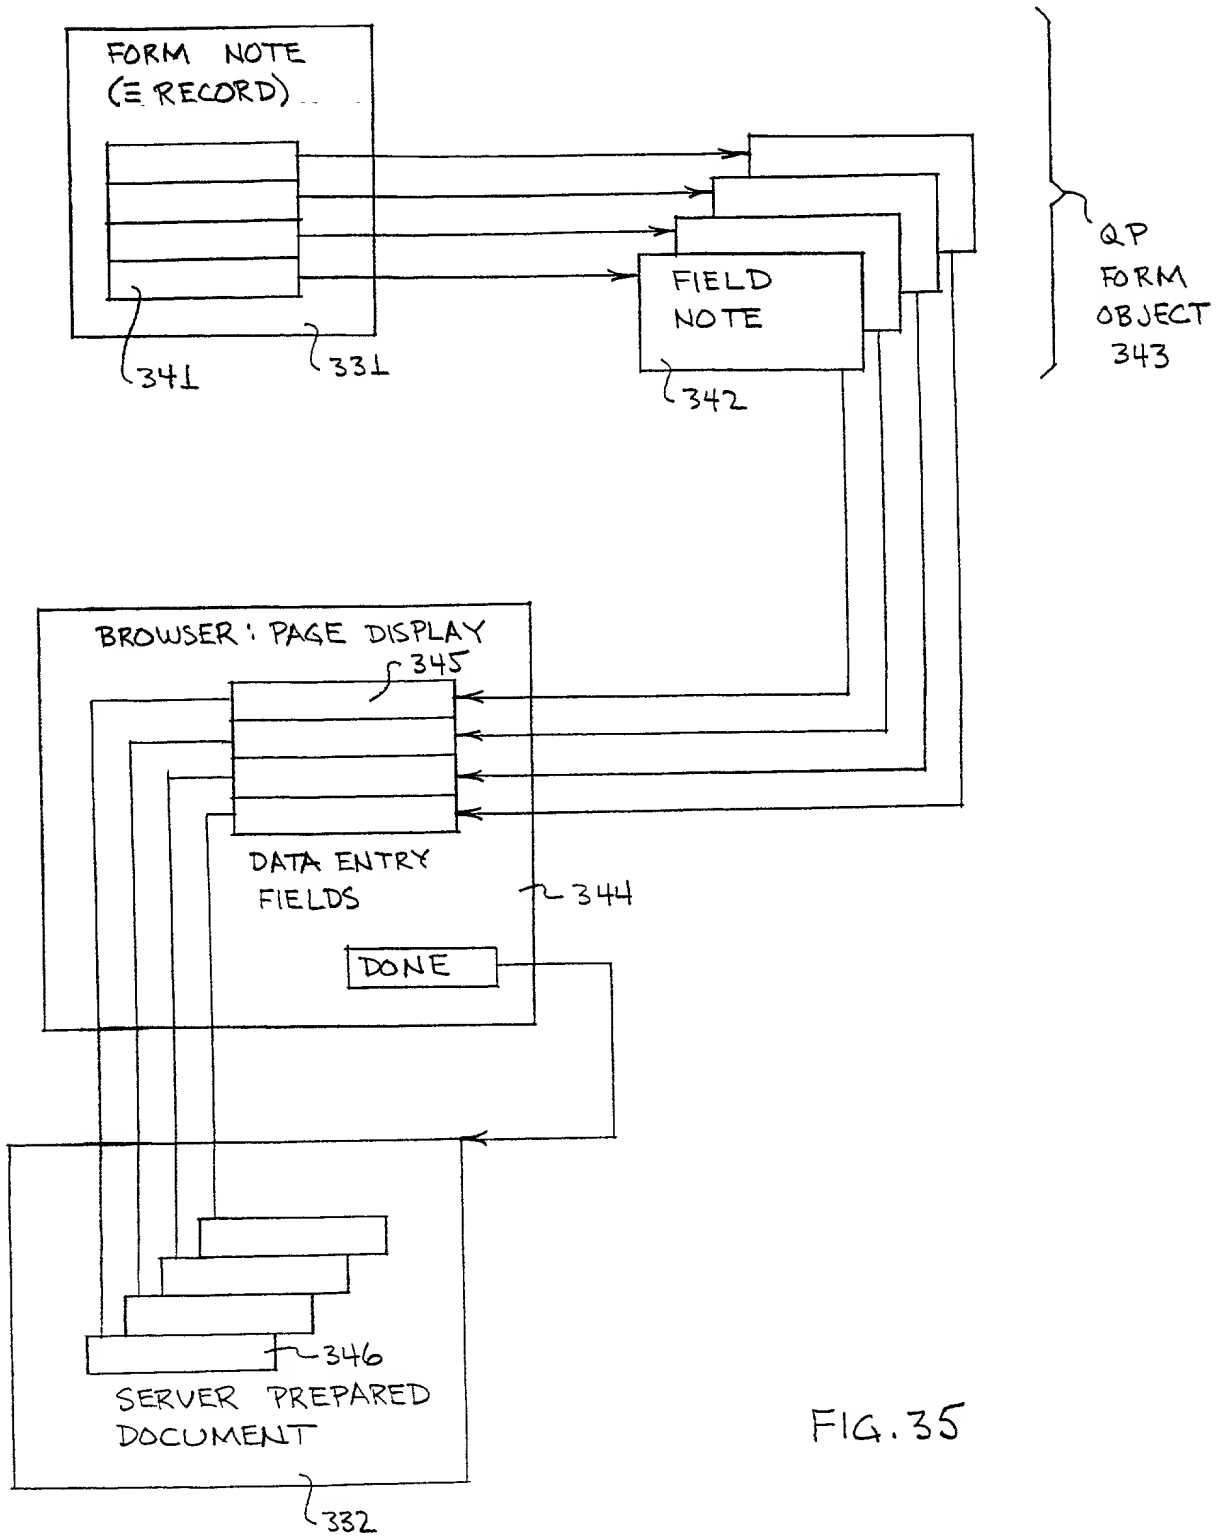 FORM NOTE
(≡ RECORD)
341
331
FIELD
NOTE
342
QP
FORM
OBJECT
343
BROWSER: PAGE DISPLAY
345
DATA ENTRY
FIELDS
344
DONE
346
SERVER PREPARED
DOCUMENT
332
FIG. 35